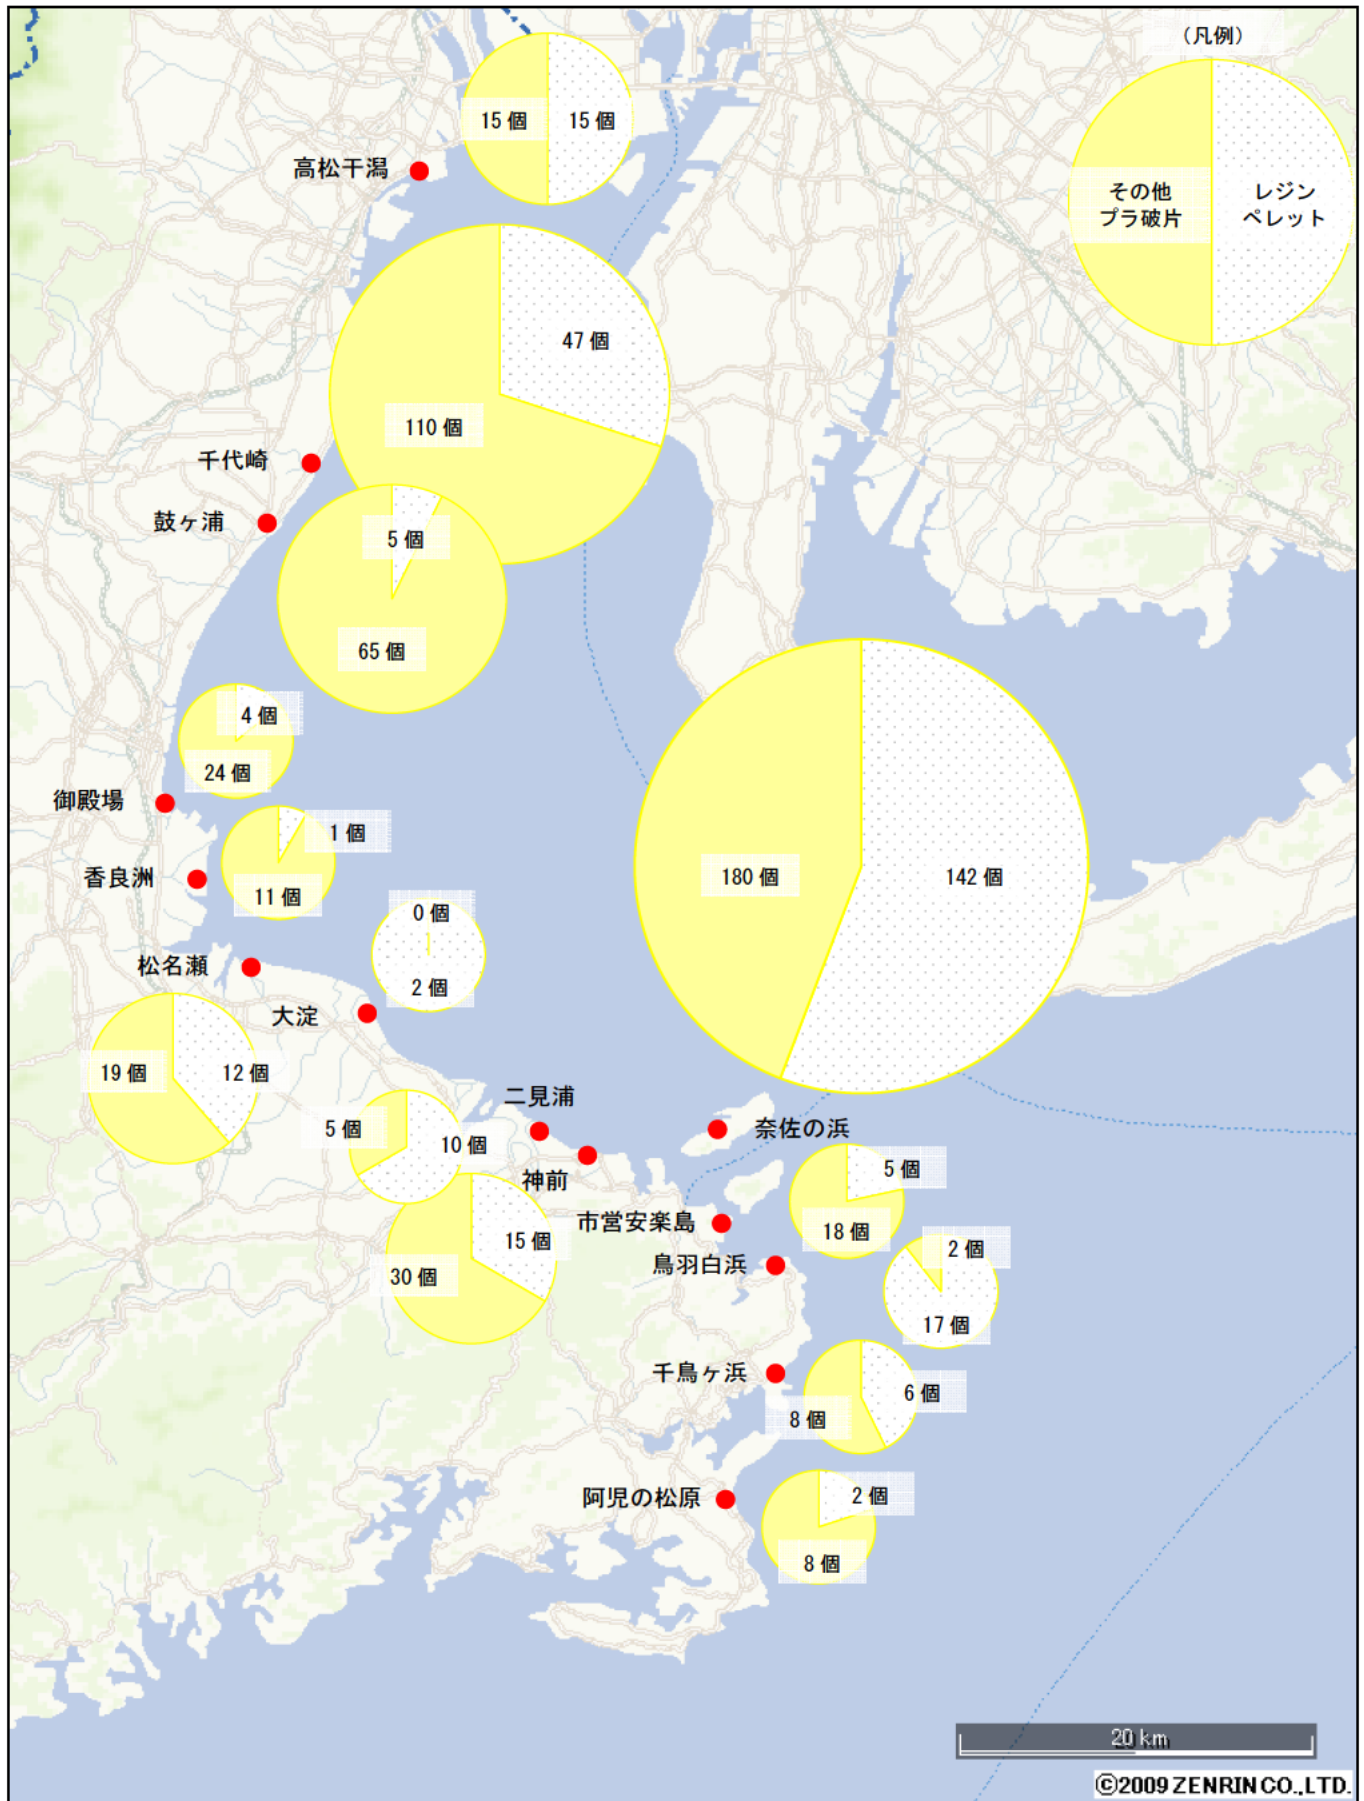 (凡例)
15 個
15 個
高松干潟
その他
プラ破片
レジン
ペレット
47 個
110 個
千代崎
鼓ヶ浦
5 個
65 個
4 個
24 個
御殿場
1 個
香良洲
11 個
180 個
142 個
0 個
2 個
松名瀬
大淀
19 個
12 個
二見浦
5 個
10 個
奈佐の浜
神前
5 個
18 個
市営安楽島
15 個
30 個
鳥羽白浜
2 個
17 個
千鳥ヶ浜
6 個
8 個
阿児の松原
2 個
8 個
20 km
©2009 ZENRIN CO., LTD.